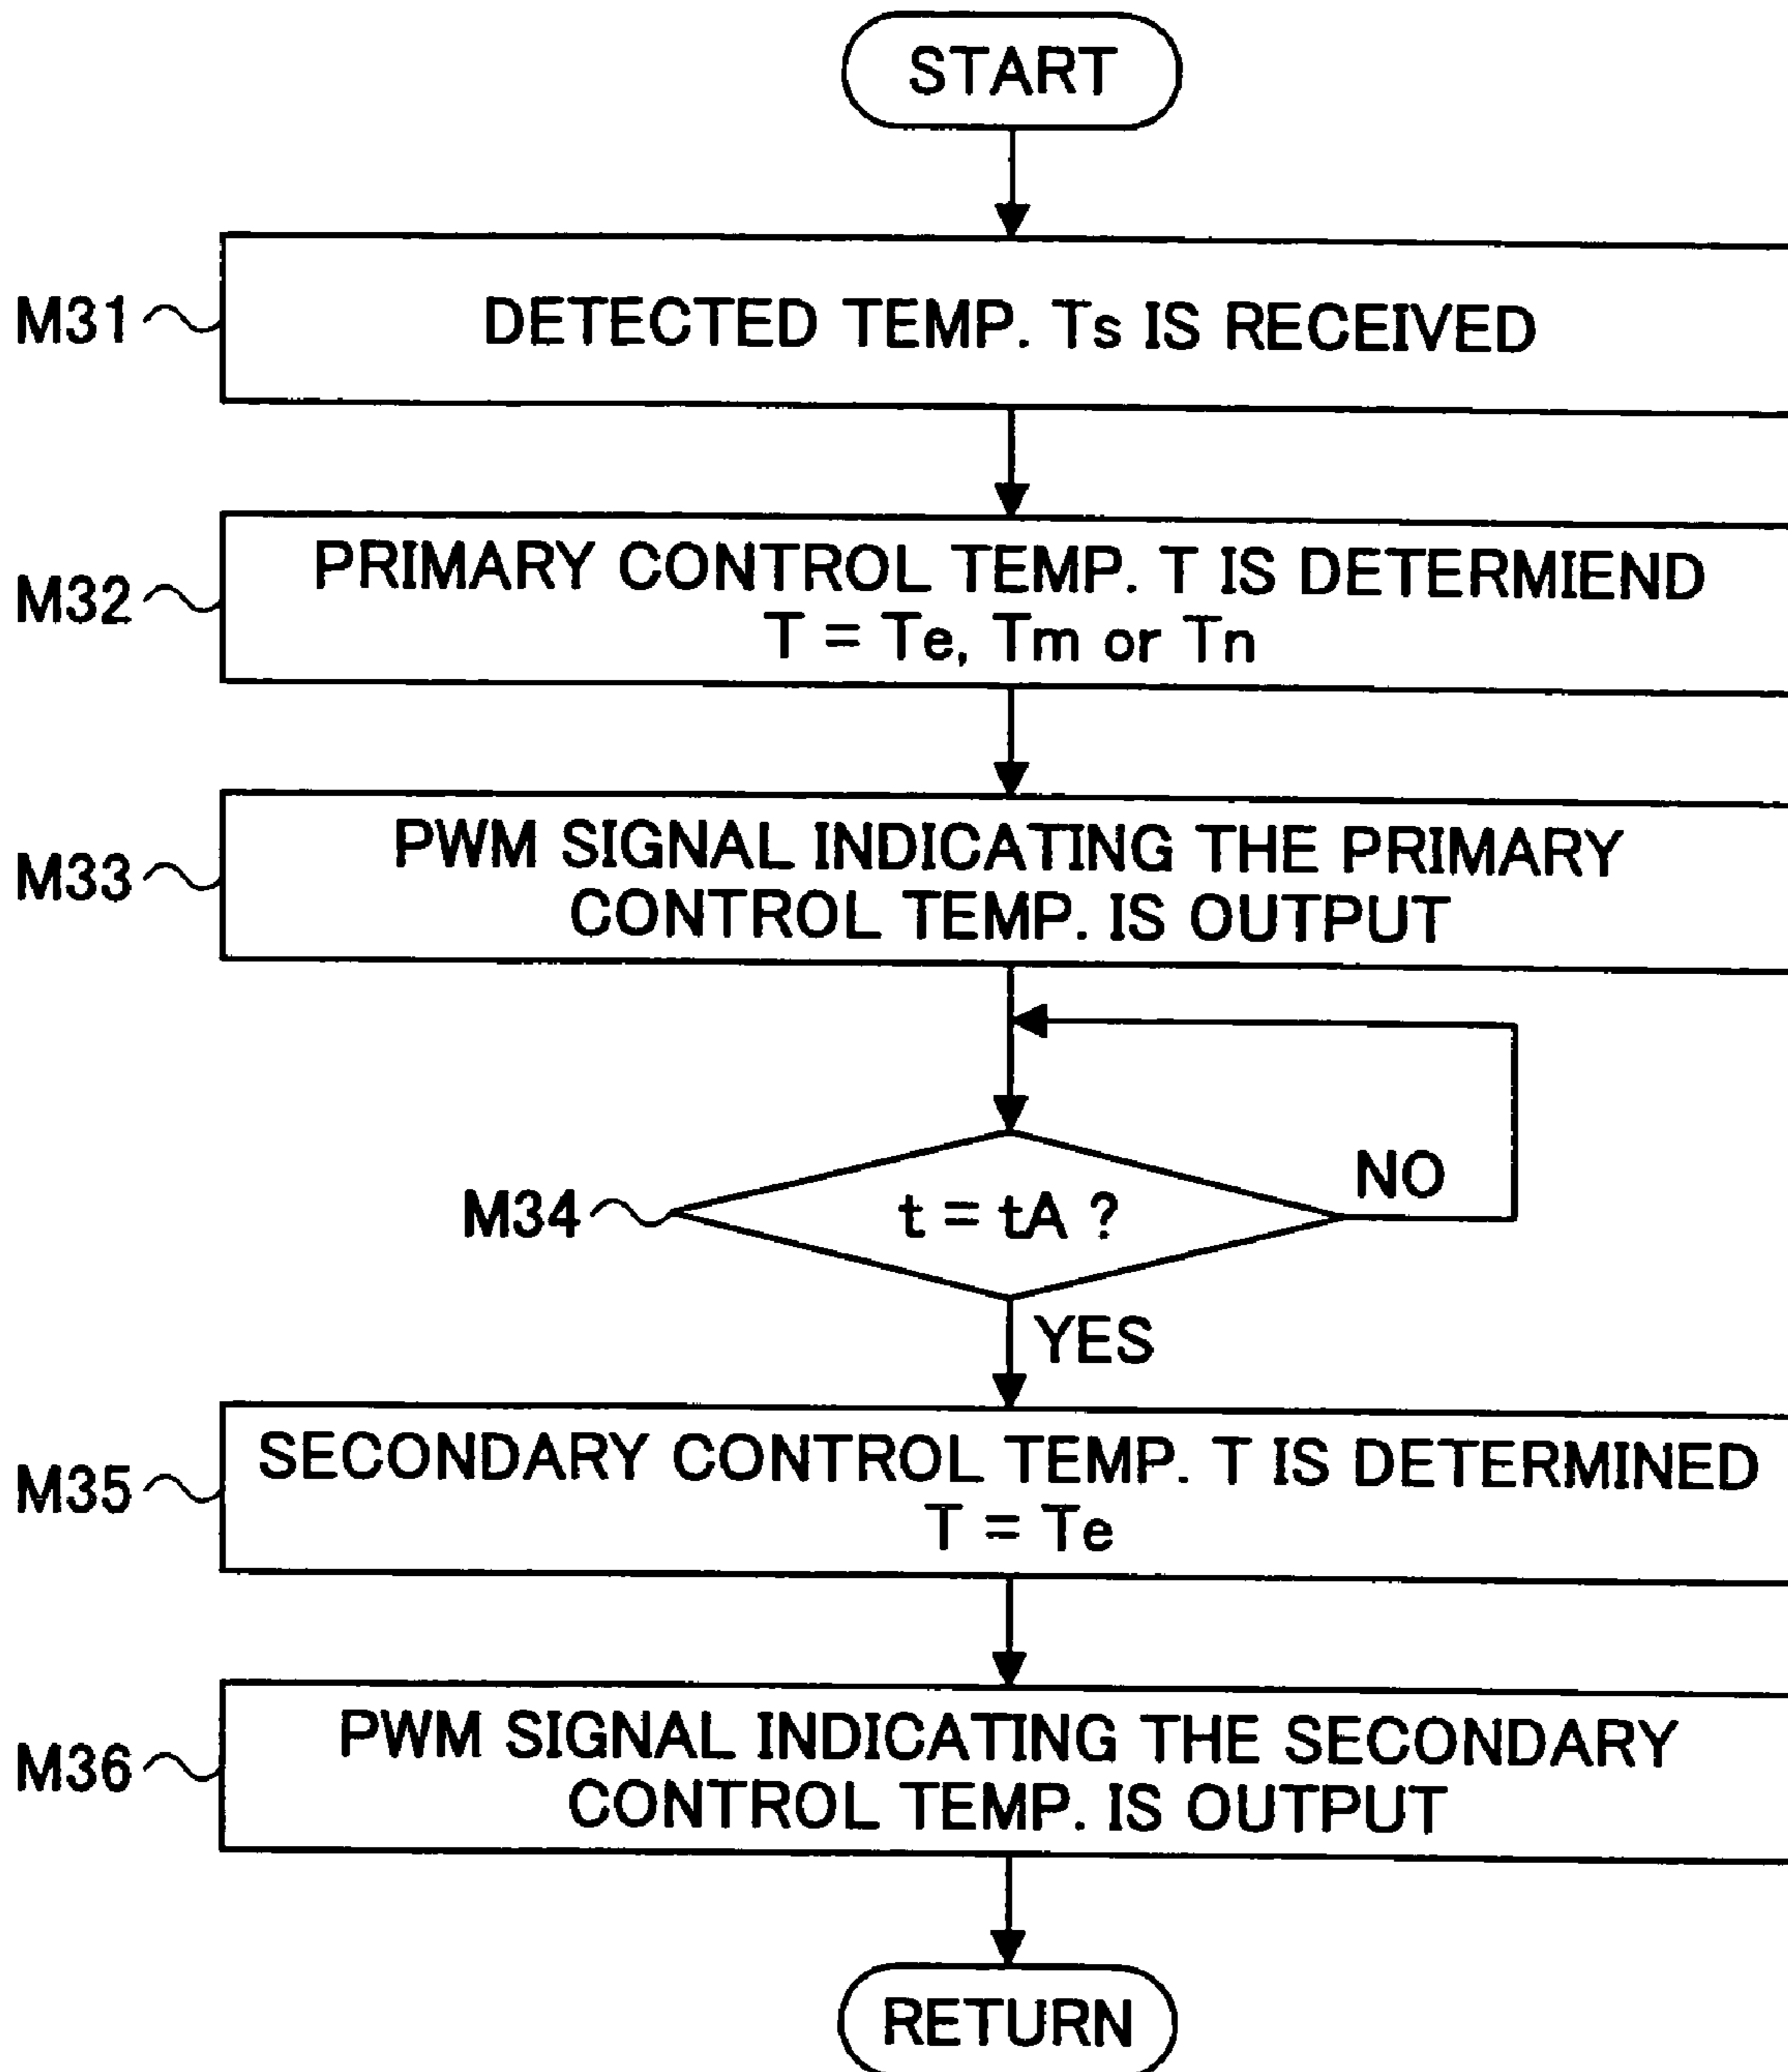 START
M31
DETECTED TEMP. Ts IS RECEIVED
M32
PRIMARY CONTROL TEMP. T IS DETERMIEND
T = Te, Tm or Tn
M33
PWM SIGNAL INDICATING THE PRIMARY
CONTROL TEMP. IS OUTPUT
M34
t = tA ?
NO
YES
M35
SECONDARY CONTROL TEMP. T IS DETERMINED
T = Te
M36
PWM SIGNAL INDICATING THE SECONDARY
CONTROL TEMP. IS OUTPUT
RETURN